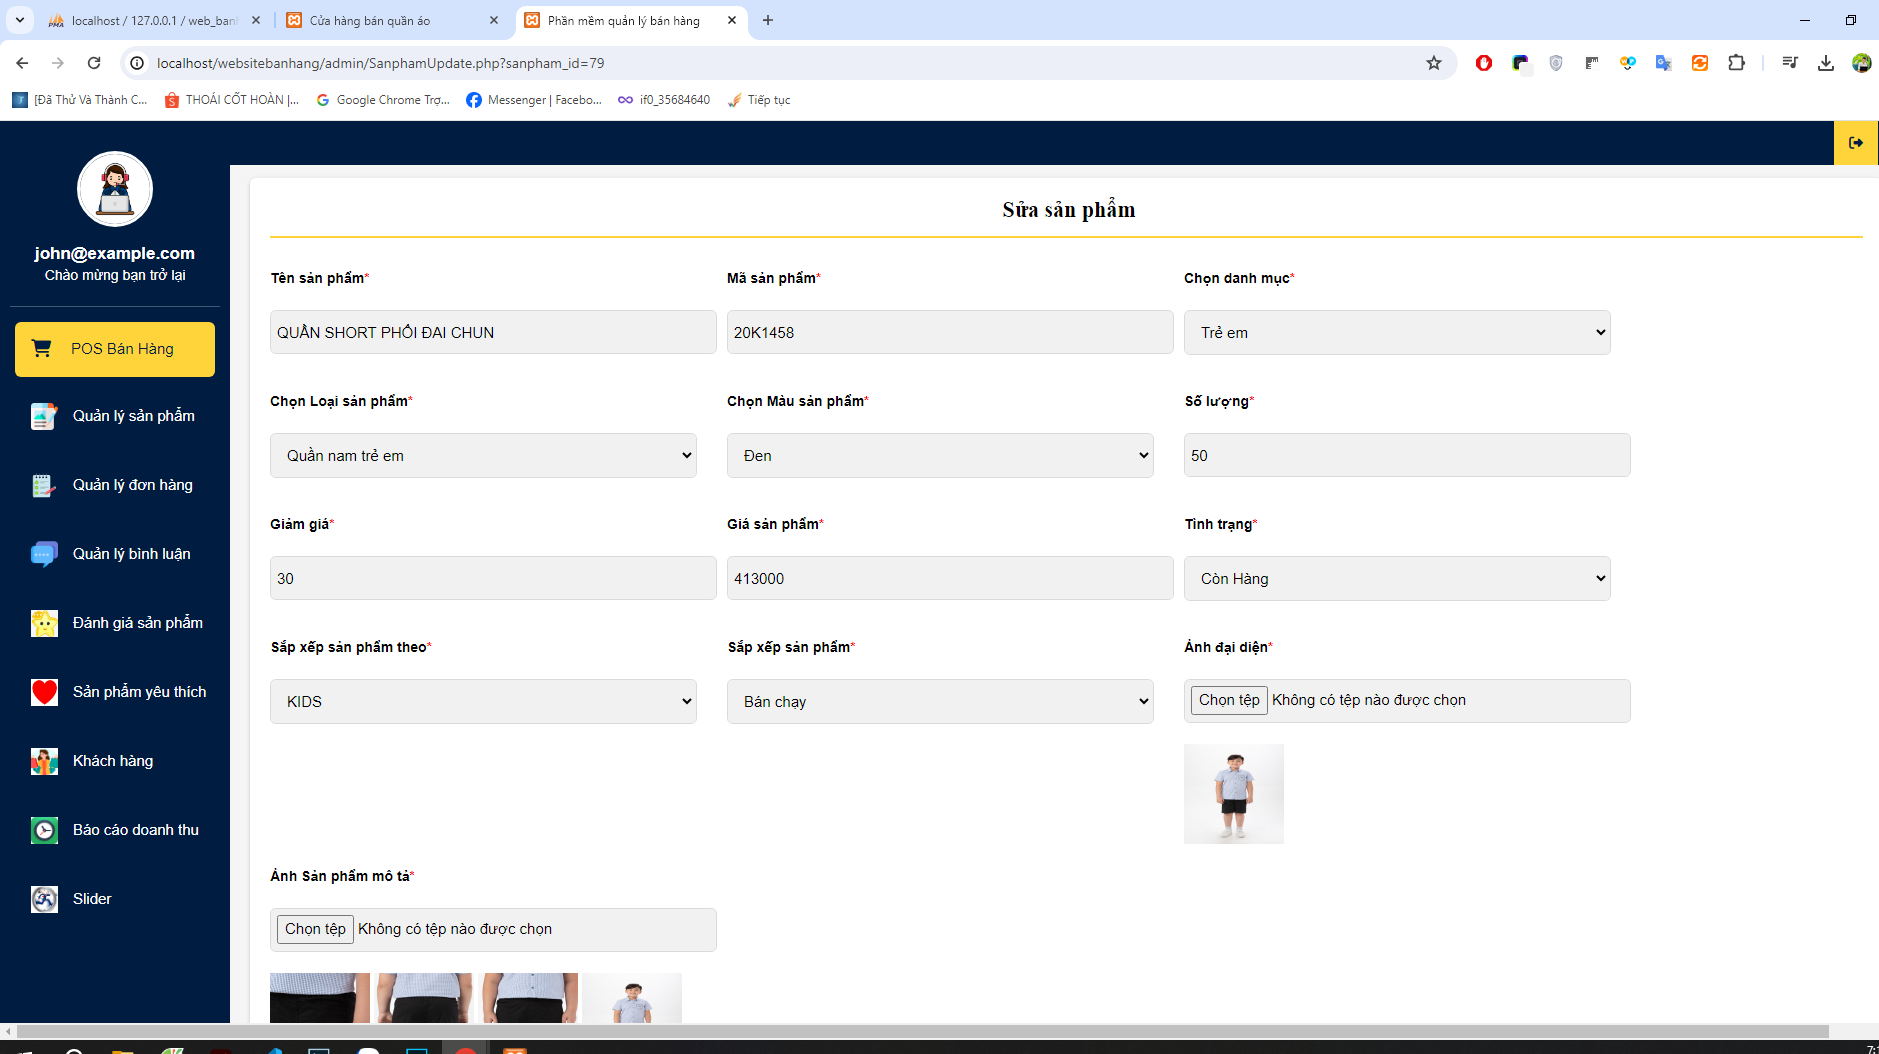 localhost / 127.0.0.1 / web_banh
Cửa hàng bán quần áo
Phần mềm quản lý bán hàng
localhost/websitebanhang/admin/SanphamUpdate.php?sanpham_id=79
[Đã Thử Và Thành C...
THOÁI CỐT HOÀN |...
Google Chrome Trợ...
Messenger | Facebo...
if0_35684640
Tiếp tục
john@example.com
Chào mừng bạn trở lại
POS Bán Hàng
Quản lý sản phẩm
Quản lý đơn hàng
Quản lý bình luận
Đánh giá sản phẩm
Sản phẩm yêu thích
Khách hàng
Báo cáo doanh thu
Slider
Sửa sản phẩm
Tên sản phẩm*
Mã sản phẩm*
Chọn danh mục*
QUẦN SHORT PHỐI ĐAI CHUN
20K1458
Trẻ em
Chọn Loại sản phẩm*
Chọn Màu sản phẩm*
Số lượng*
Quần nam trẻ em
Đen
50
Giảm giá*
Giá sản phẩm*
Tình trạng*
30
413000
Còn Hàng
Sắp xếp sản phẩm theo*
Sắp xếp sản phẩm*
Ảnh đại diện*
KIDS
Bán chạy
Chọn tệp Không có tệp nào được chọn
Ảnh Sản phẩm mô tả*
Chọn tệp Không có tệp nào được chọn